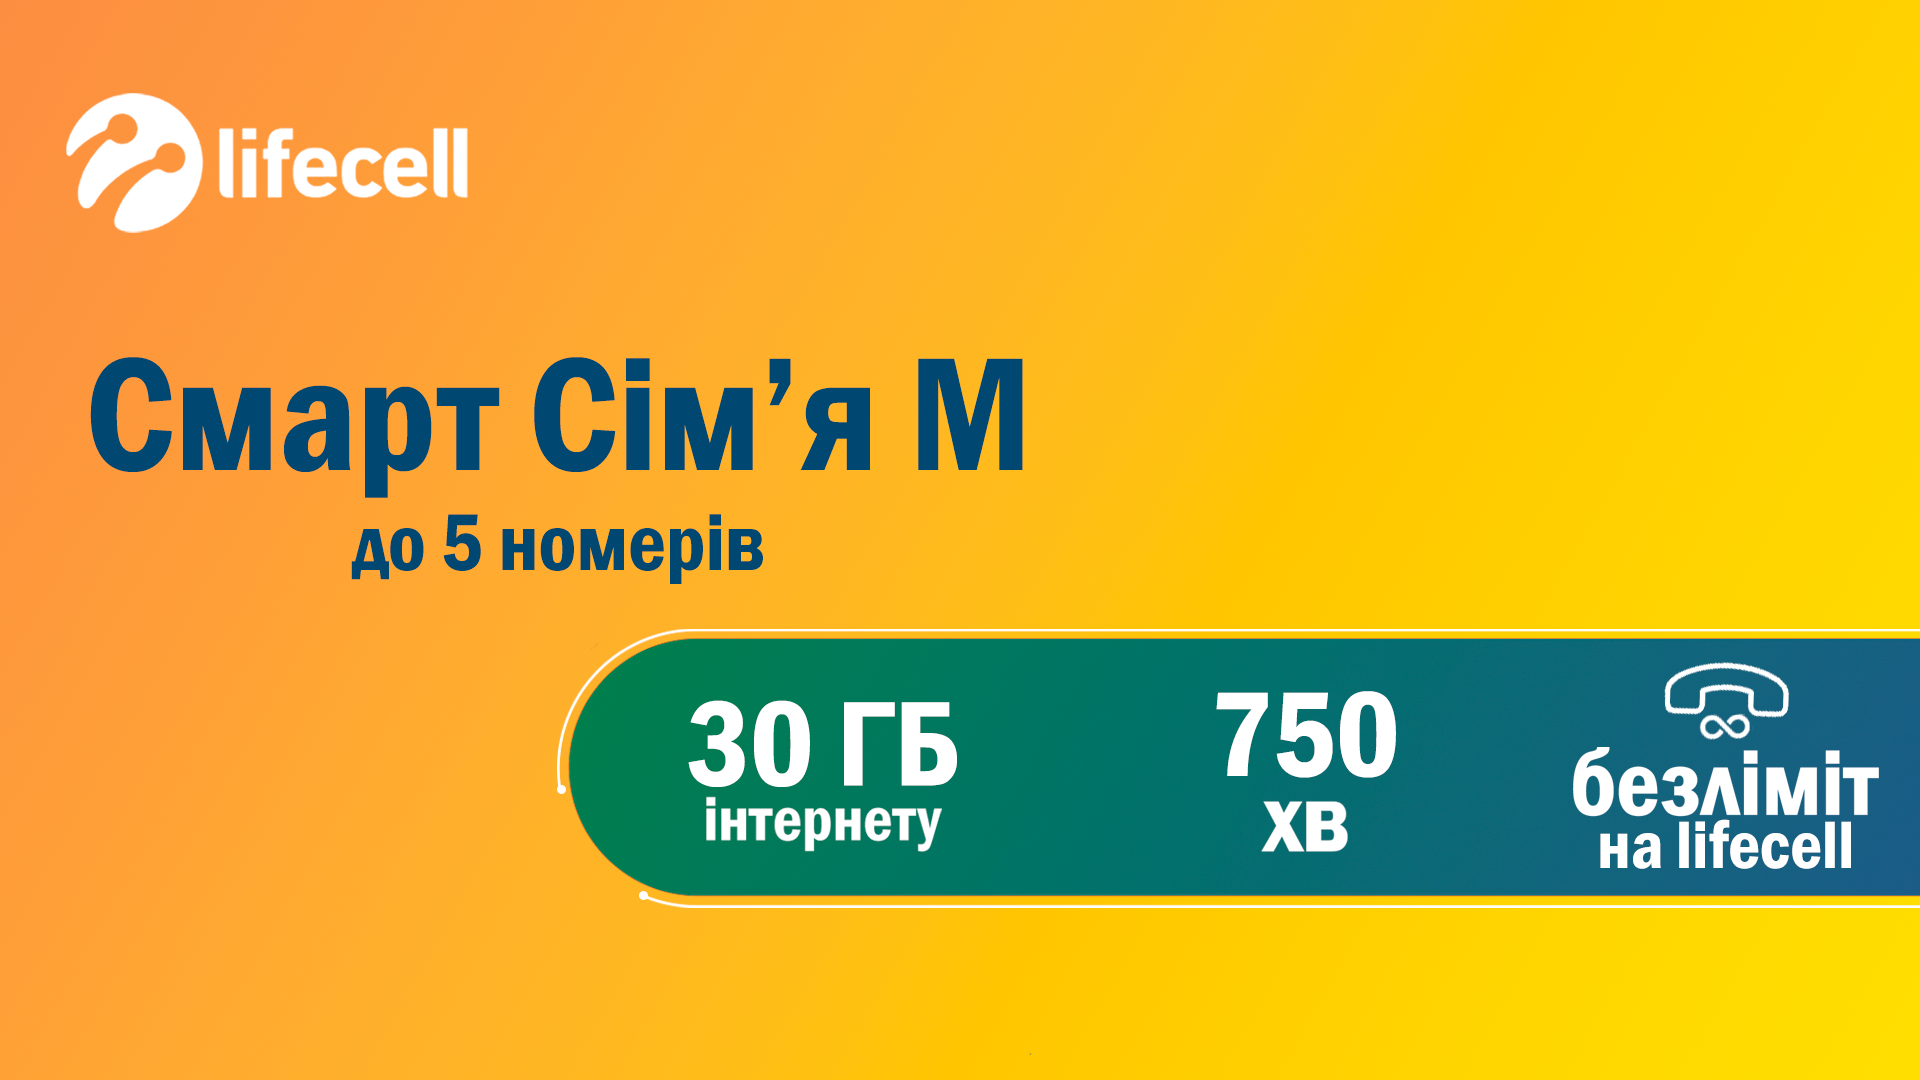 lifecell
Смарт Сім’я М
до 5 номерів
30 ГБ
інтернету
750
хв
безліміт
на lifecell